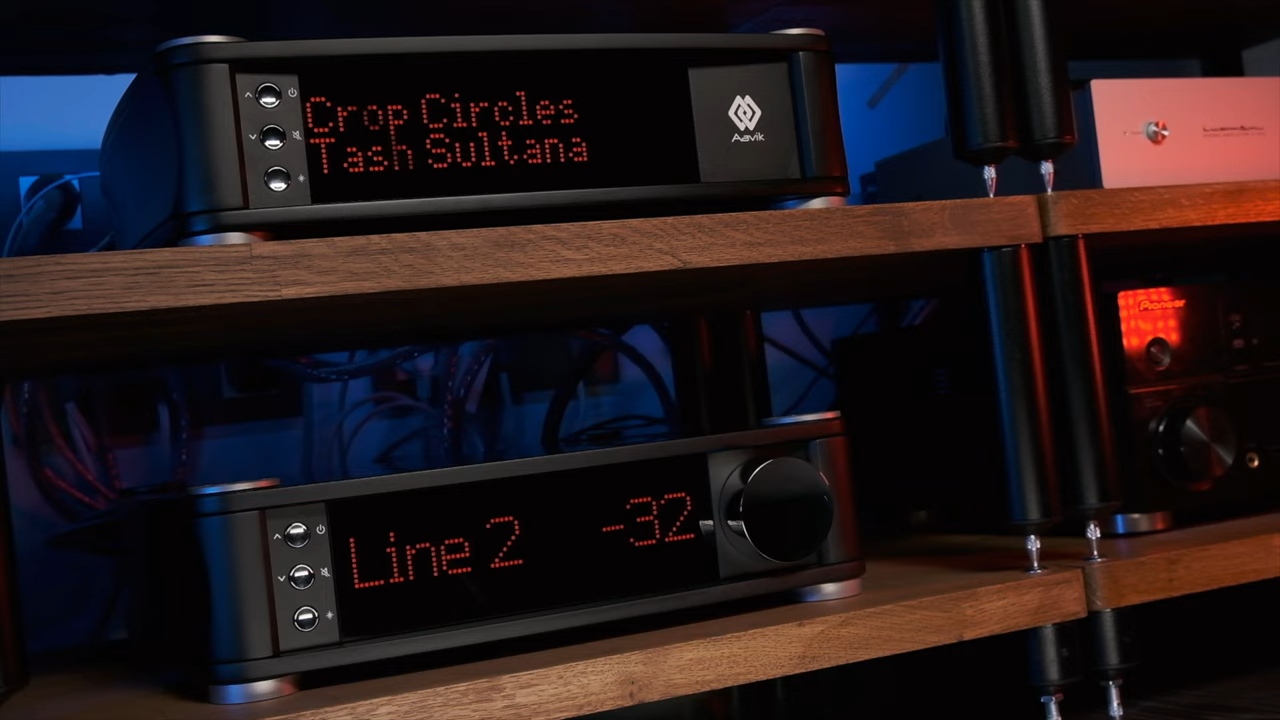 Crop Circles
Tash Sultana
Aavik
Pioneer
Line 2
-32